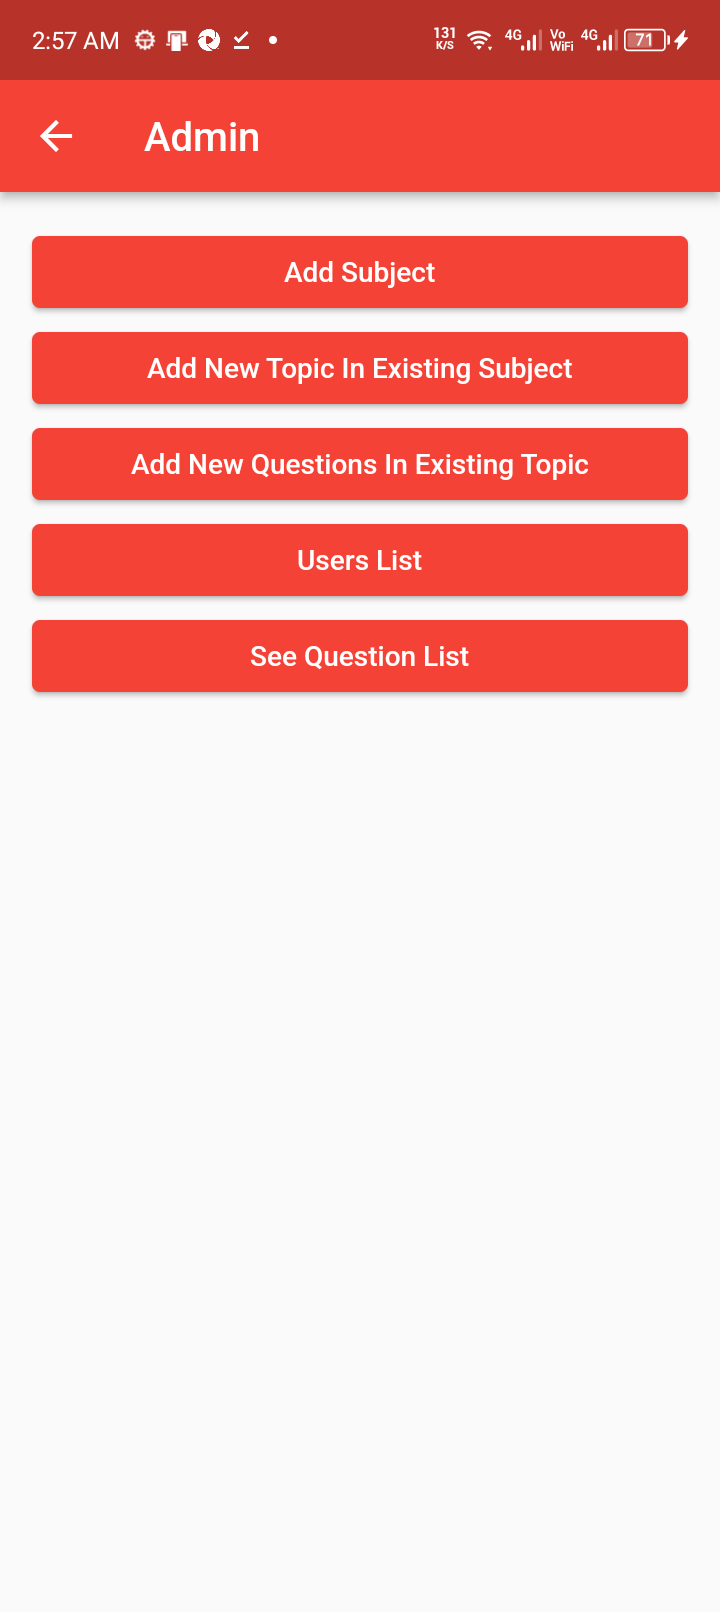 2:57 AM 131 K/S 4G Vo WiFi 4G 71
Admin
Add Subject
Add New Topic In Existing Subject
Add New Questions In Existing Topic
Users List
See Question List